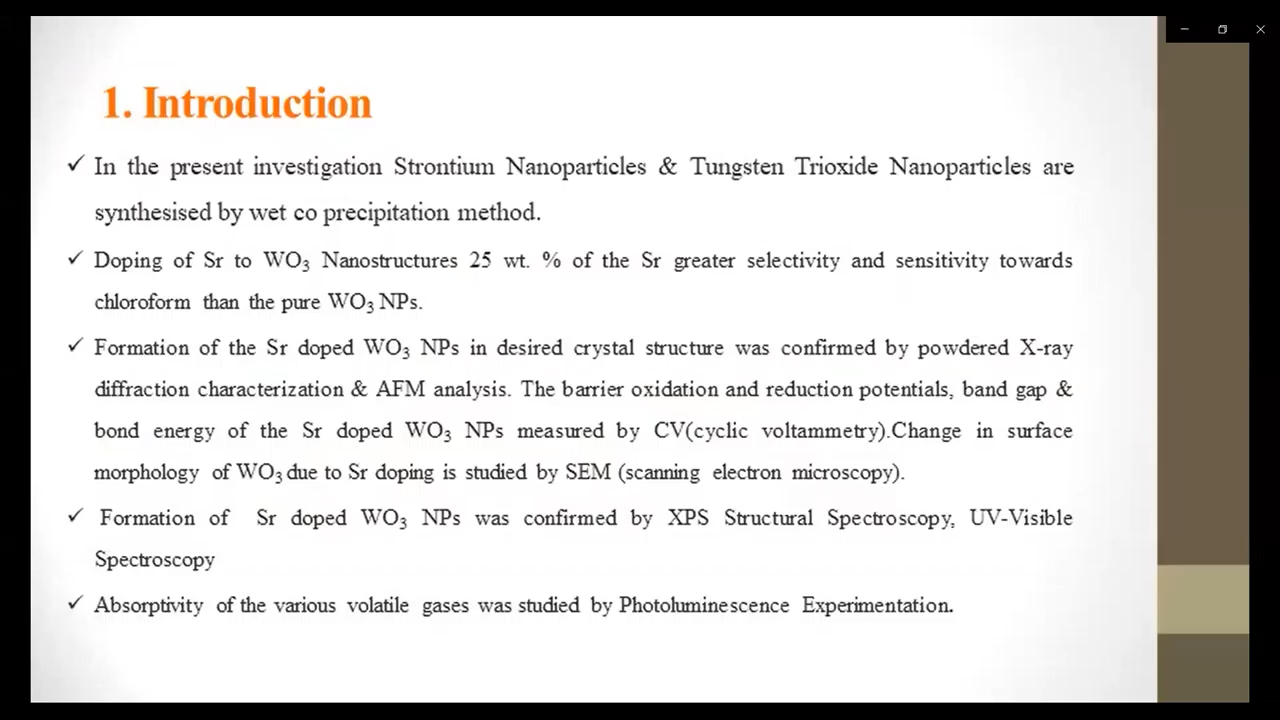 1. Introduction
✓ In the present investigation Strontium Nanoparticles & Tungsten Trioxide Nanoparticles are
synthesised by wet co precipitation method.
✓ Doping of Sr to WO₃ Nanostructures 25 wt. % of the Sr greater selectivity and sensitivity towards
chloroform than the pure WO₃ NPs.
✓ Formation of the Sr doped WO₃ NPs in desired crystal structure was confirmed by powdered X-ray
diffraction characterization & AFM analysis. The barrier oxidation and reduction potentials, band gap &
bond energy of the Sr doped WO₃ NPs measured by CV(cyclic voltammetry).Change in surface
morphology of WO₃ due to Sr doping is studied by SEM (scanning electron microscopy).
✓ Formation of Sr doped WO₃ NPs was confirmed by XPS Structural Spectroscopy, UV-Visible
Spectroscopy
✓ Absorptivity of the various volatile gases was studied by Photoluminescence Experimentation.